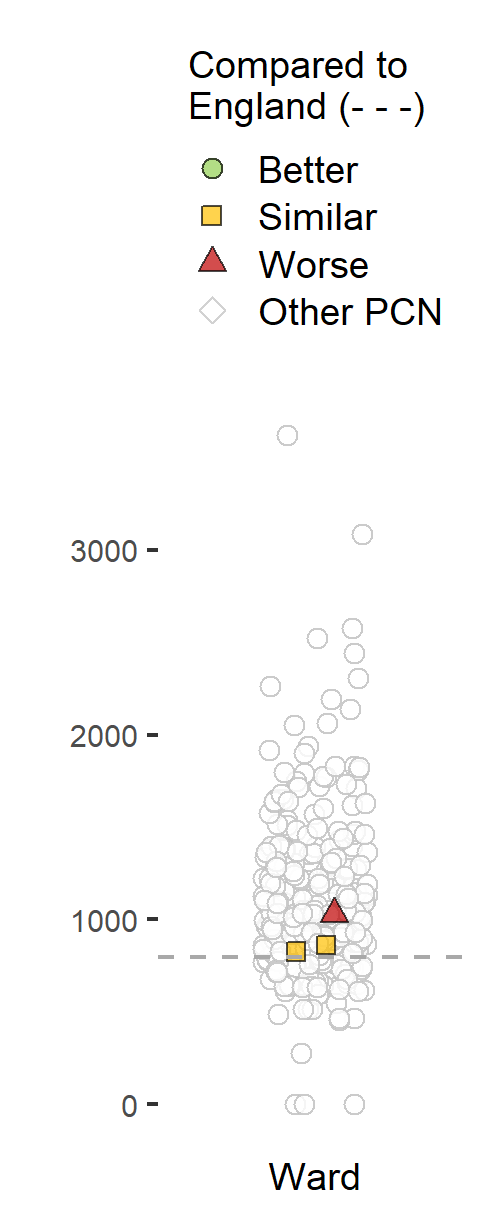 Compared to
England (- - -)
Better
Similar
Worse
Other PCN
3000
2000
1000
0
Ward